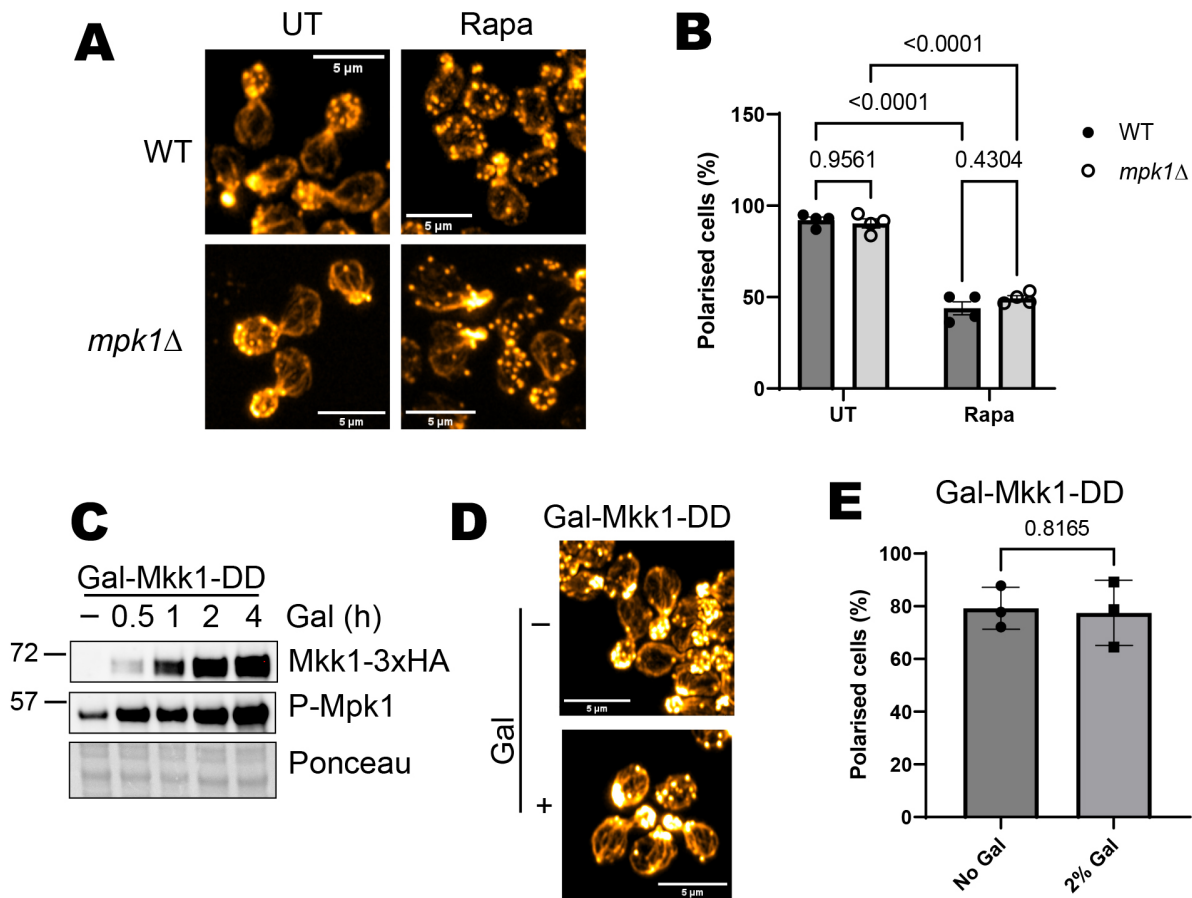 A
UT
Rapa
WT
5 µm
5 µm
mpk1Δ
5 µm
5 µm
B
<0.0001
<0.0001
0.9561
0.4304
150
100
50
0
Polarised cells (%)
UT
Rapa
WT
mpk1Δ
C
Gal-Mkk1-DD
– 0.5 1 2 4 Gal (h)
72
Mkk1-3xHA
57
P-Mpk1
Ponceau
D
Gal-Mkk1-DD
Gal
–
5 µm
+
5 µm
E
Gal-Mkk1-DD
0.8165
100
80
60
40
20
0
Polarised cells (%)
No Gal
2% Gal